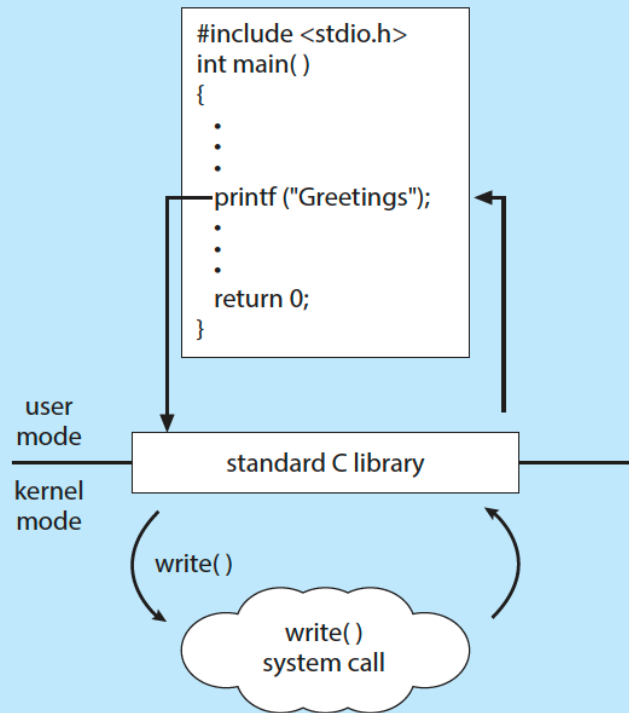 #include <stdio.h>
int main( )
{
•
•
•
printf ("Greetings");
•
•
•
return 0;
}
user
mode
standard C library
kernel
mode
write( )
write( )
system call